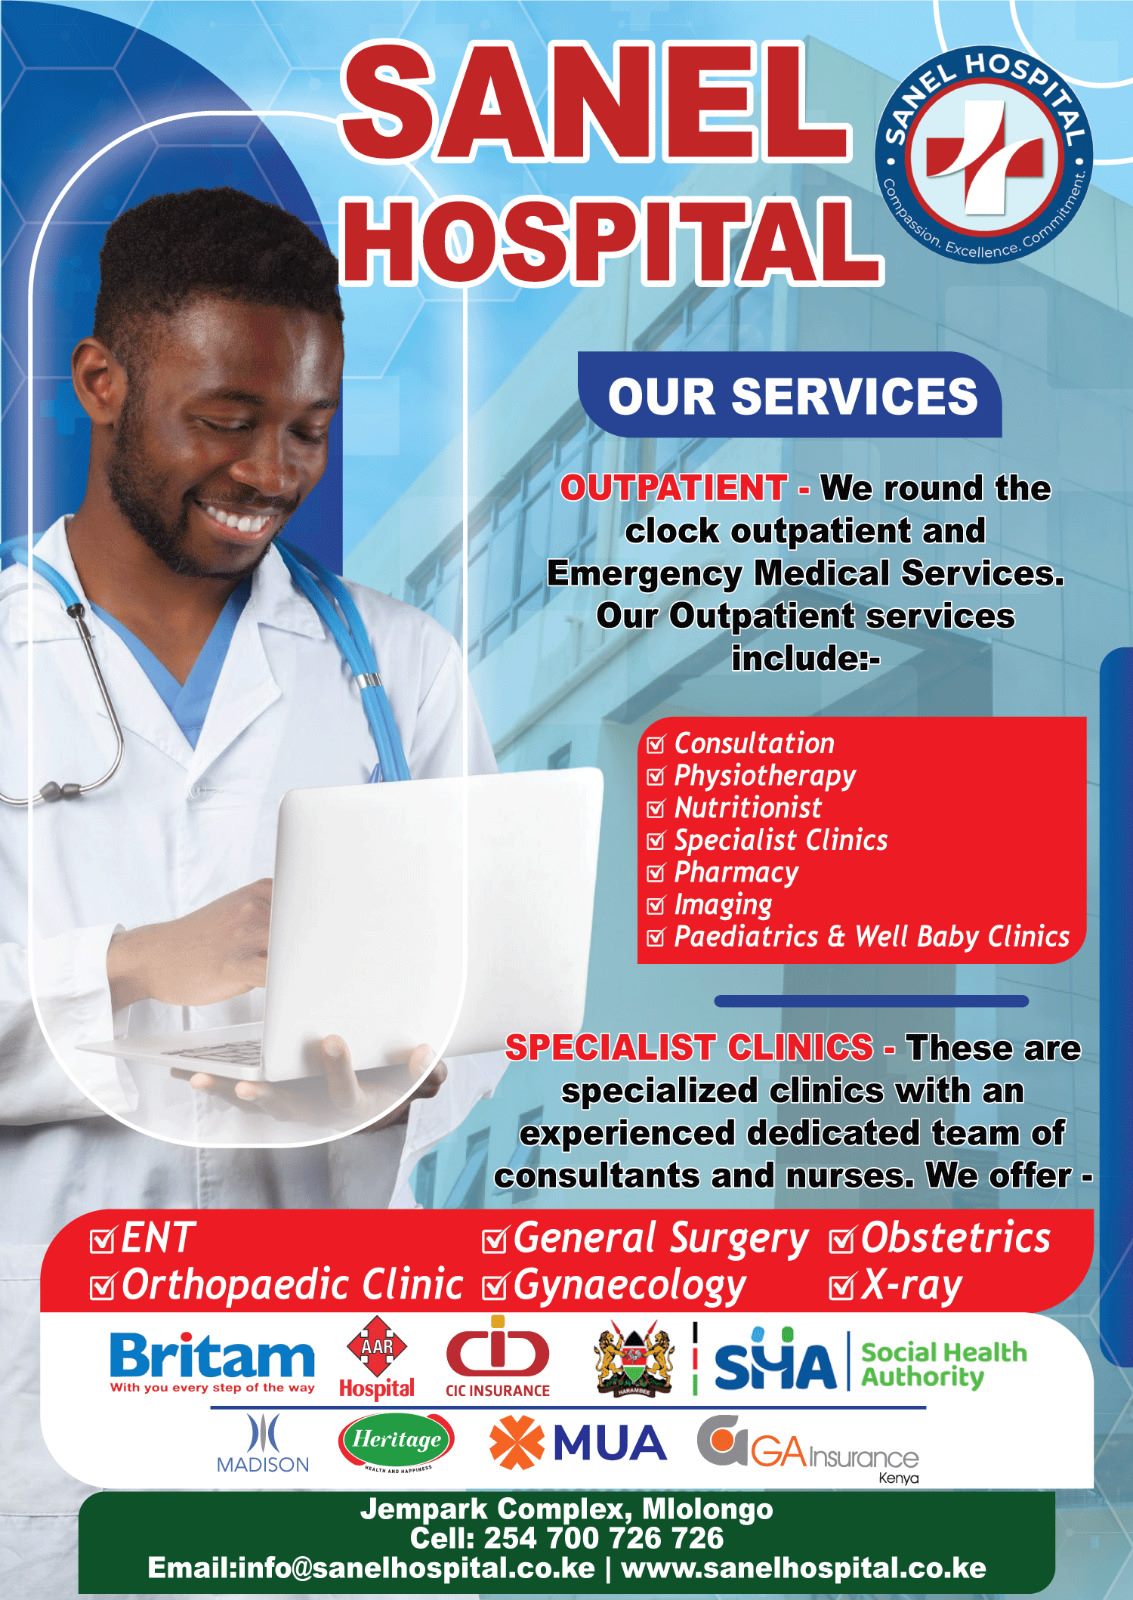 SANEL
HOSPITAL
SANEL HOSPITAL
Compassion. Excellence. Commitment.
OUR SERVICES
OUTPATIENT - We round the
clock outpatient and
Emergency Medical Services.
Our Outpatient services
include:-
Consultation
Physiotherapy
Nutritionist
Specialist Clinics
Pharmacy
Imaging
Paediatrics & Well Baby Clinics
SPECIALIST CLINICS - These are
specialized clinics with an
experienced dedicated team of
consultants and nurses. We offer -
ENT General Surgery Obstetrics
Orthopaedic Clinic Gynaecology X-ray
Britam
With you every step of the way
AAR
Hospital
CIC
CIC INSURANCE
HARAMBEE
SHA
Social Health
Authority
MADISON
Heritage
HEALTH AND HAPPINESS
MUA
GA Insurance
Kenya
Jempark Complex, Mlolongo
Cell: 254 700 726 726
Email:info@sanelhospital.co.ke | www.sanelhospital.co.ke